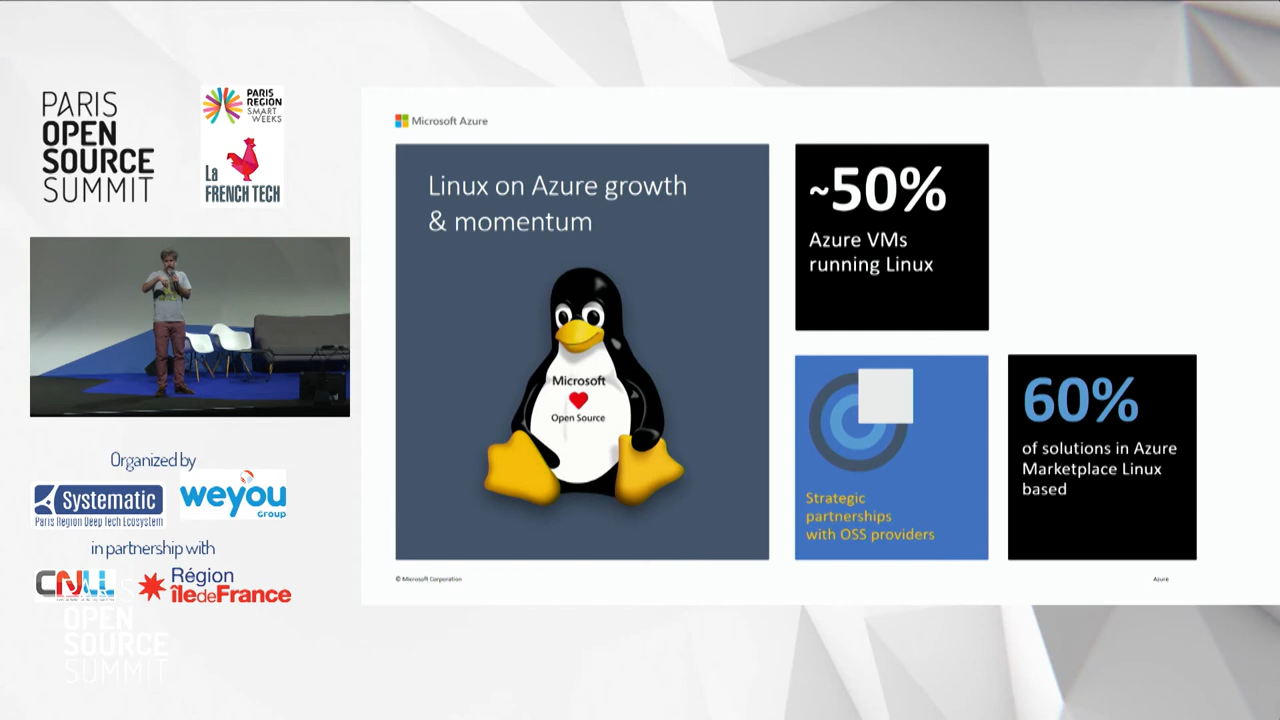 PARIS
OPEN
SOURCE
SUMMIT
PARIS
REGION
SMART
WEEKS
La
FRENCH TECH
Organized by
Systematic
Paris Region Deep Tech Ecosystem
weyou
GROUP
in partnership with
CNLL
Région
îledeFrance
PARIS
OPEN
SOURCE
SUMMIT
Microsoft Azure
Linux on Azure growth
& momentum
Microsoft
Open Source
~50%
Azure VMs
running Linux
Strategic
partnerships
with OSS providers
60%
of solutions in Azure
Marketplace Linux
based
© Microsoft Corporation
Azure